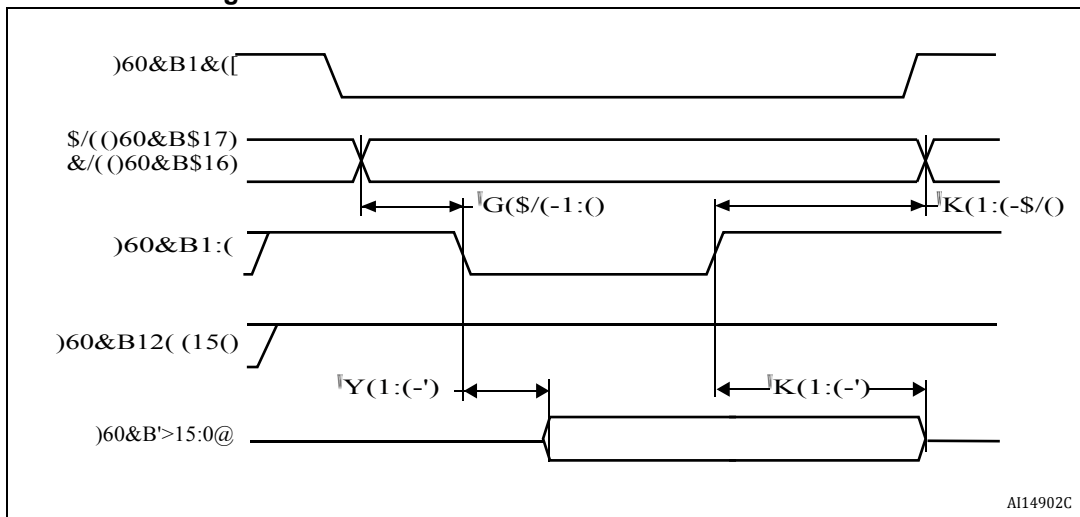 )60&B1&([
$/(()60&B$17)
&/(()60&B$16)
G($/(-1:()
K(1:(-$/()
)60&B1:(
)60&B12( (15()
Y(1:(-')
K(1:(-')
)60&B'>15:0@
AI14902C